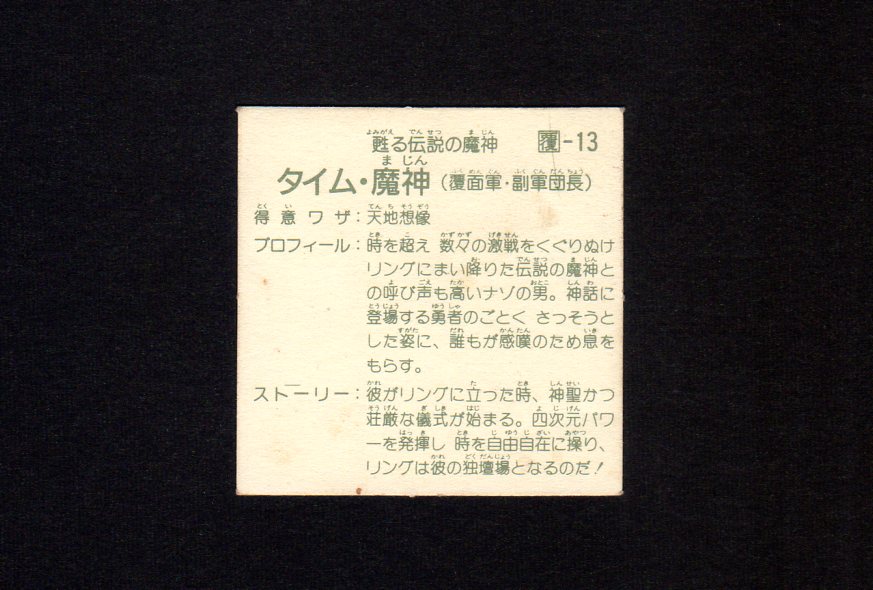 甦る伝説の魔神 覆-13
タイム・魔神(覆面軍・副軍団長)
得意ワザ:天地想像
プロフィール:時を超え 数々の激戦をくぐりぬけ
リングにまい降りた伝説の魔神と
の呼び声も高いナゾの男。神話に
登場する勇者のごとく さっそうと
した姿に、誰もが感嘆のため息を
もらす。
ストーリー:彼がリングに立った時、神聖かつ
荘厳な儀式が始まる。四次元パワ
ーを発揮し 時を自由自在に操り、
リングは彼の独壇場となるのだ!